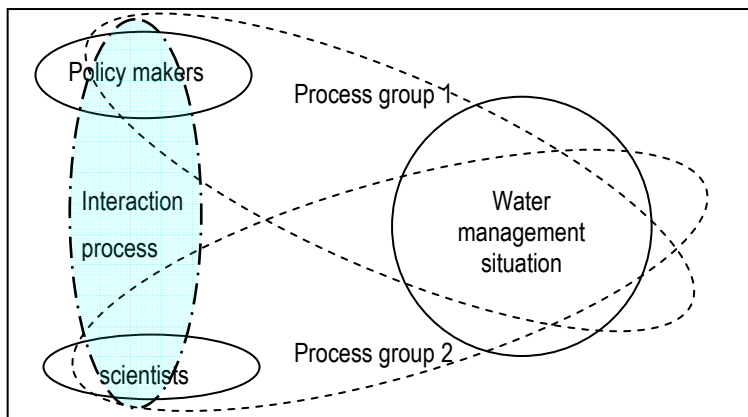 Policy makers
Process group 1
Interaction
process
Water
management
situation
Process group 2
scientists